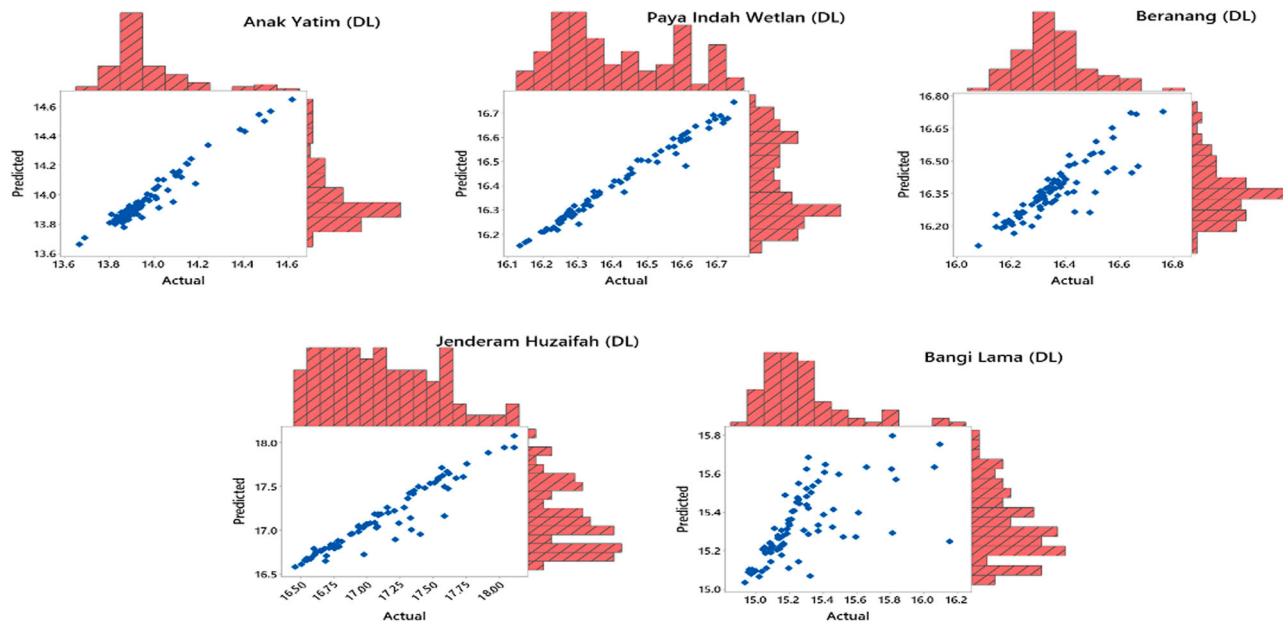 Anak Yatim (DL)
14.6
14.4
14.2
14.0
13.8
13.6
Predicted
13.6 13.8 14.0 14.2 14.4 14.6
Actual
Paya Indah Wetlan (DL)
16.7
16.6
16.5
16.4
16.3
16.2
Predicted
16.1 16.2 16.3 16.4 16.5 16.6 16.7
Actual
Beranang (DL)
16.80
16.65
16.50
16.35
16.20
Predicted
16.0 16.2 16.4 16.6 16.8
Actual
Jenderam Huzaifah (DL)
18.0
17.5
17.0
16.5
Predicted
16.50 16.75 17.00 17.25 17.50 17.75 18.00
Actual
Bangi Lama (DL)
15.8
15.6
15.4
15.2
15.0
Predicted
15.0 15.2 15.4 15.6 15.8 16.0 16.2
Actual